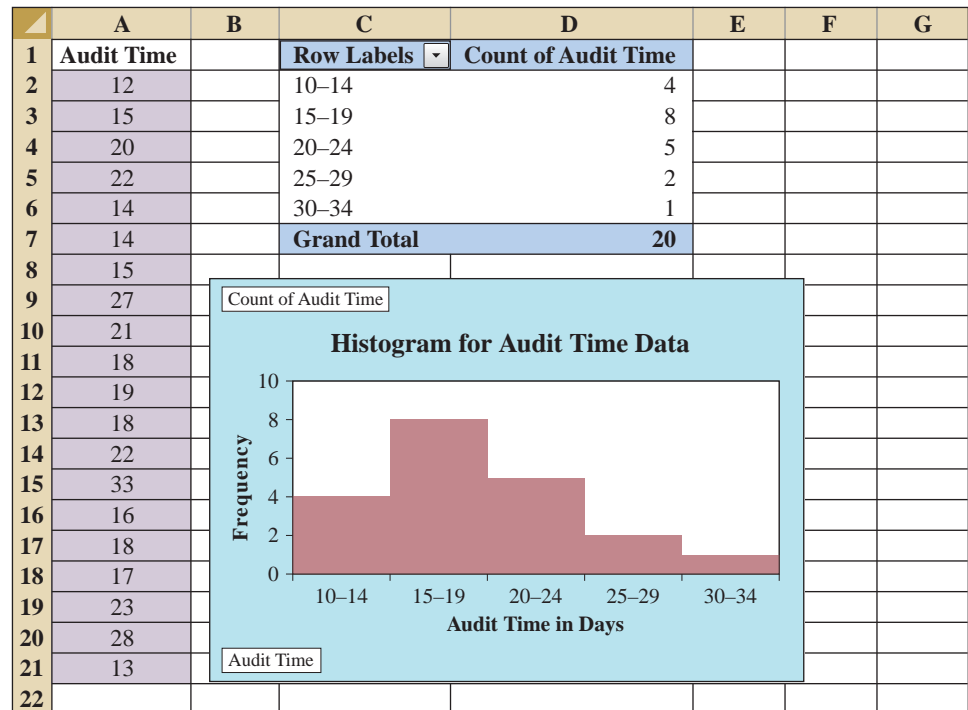 A B C D E F G
1 Audit Time Row Labels Count of Audit Time
2 12 10–14 4
3 15 15–19 8
4 20 20–24 5
5 22 25–29 2
6 14 30–34 1
7 14 Grand Total 20
8 15
9 27 Count of Audit Time
10 21
Histogram for Audit Time Data
11 18
12 19
13 18
14 22
15 33
16 16
17 18
18 17
19 23
20 28
21 13
22
10
8
6
4
2
0
Frequency
10–14 15–19 20–24 25–29 30–34
Audit Time in Days
Audit Time